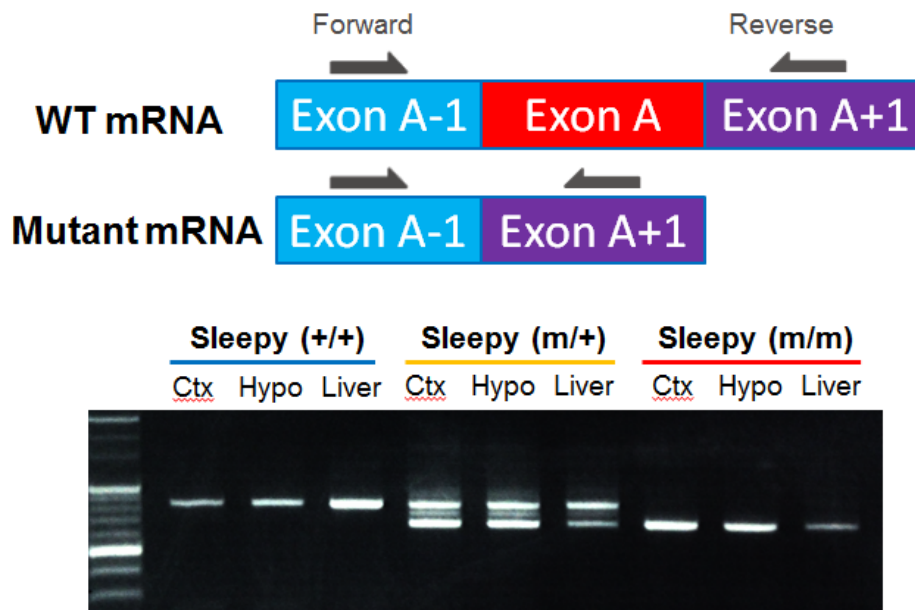 Forward Reverse
WT mRNA Exon A-1 Exon A Exon A+1
Mutant mRNA Exon A-1 Exon A+1
Sleepy (+/+) Sleepy (m/+) Sleepy (m/m)
Ctx Hypo Liver Ctx Hypo Liver Ctx Hypo Liver